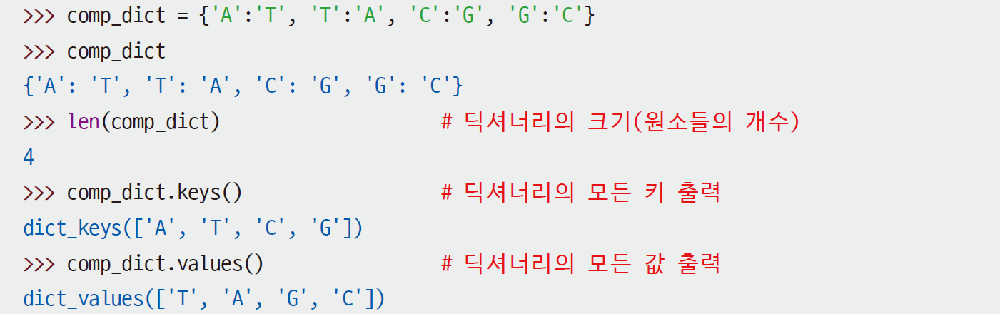 >>> comp_dict = {'A':'T', 'T':'A', 'C':'G', 'G':'C'}
>>> comp_dict
{'A': 'T', 'T': 'A', 'C': 'G', 'G': 'C'}
>>> len(comp_dict) # 딕셔너리의 크기(원소들의 개수)
4
>>> comp_dict.keys() # 딕셔너리의 모든 키 출력
dict_keys(['A', 'T', 'C', 'G'])
>>> comp_dict.values() # 딕셔너리의 모든 값 출력
dict_values(['T', 'A', 'G', 'C'])